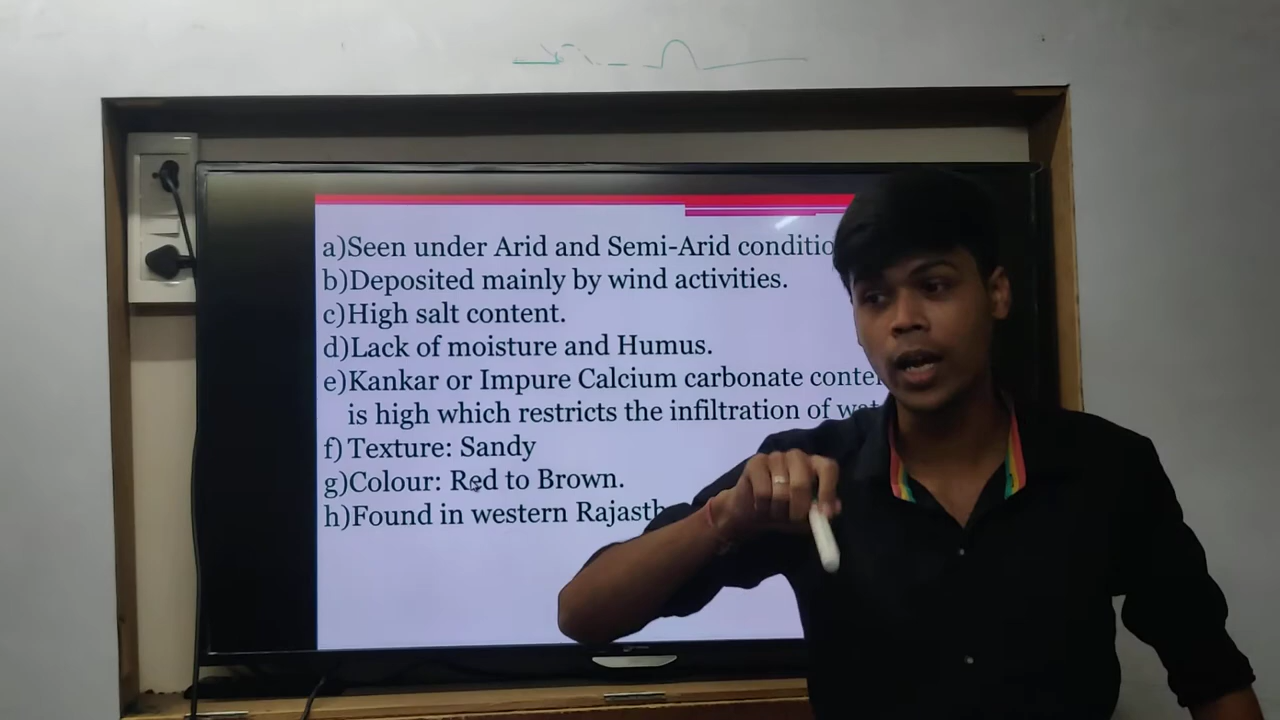 a)Seen under Arid and Semi-Arid
b)Deposited mainly by wind activities.
c)High salt content.
d)Lack of moisture and Humus.
e)Kankar or Impure Calcium carbonate
is high which restricts the infiltration of
f) Texture: Sandy
g)Colour: Red to Brown.
h)Found in western